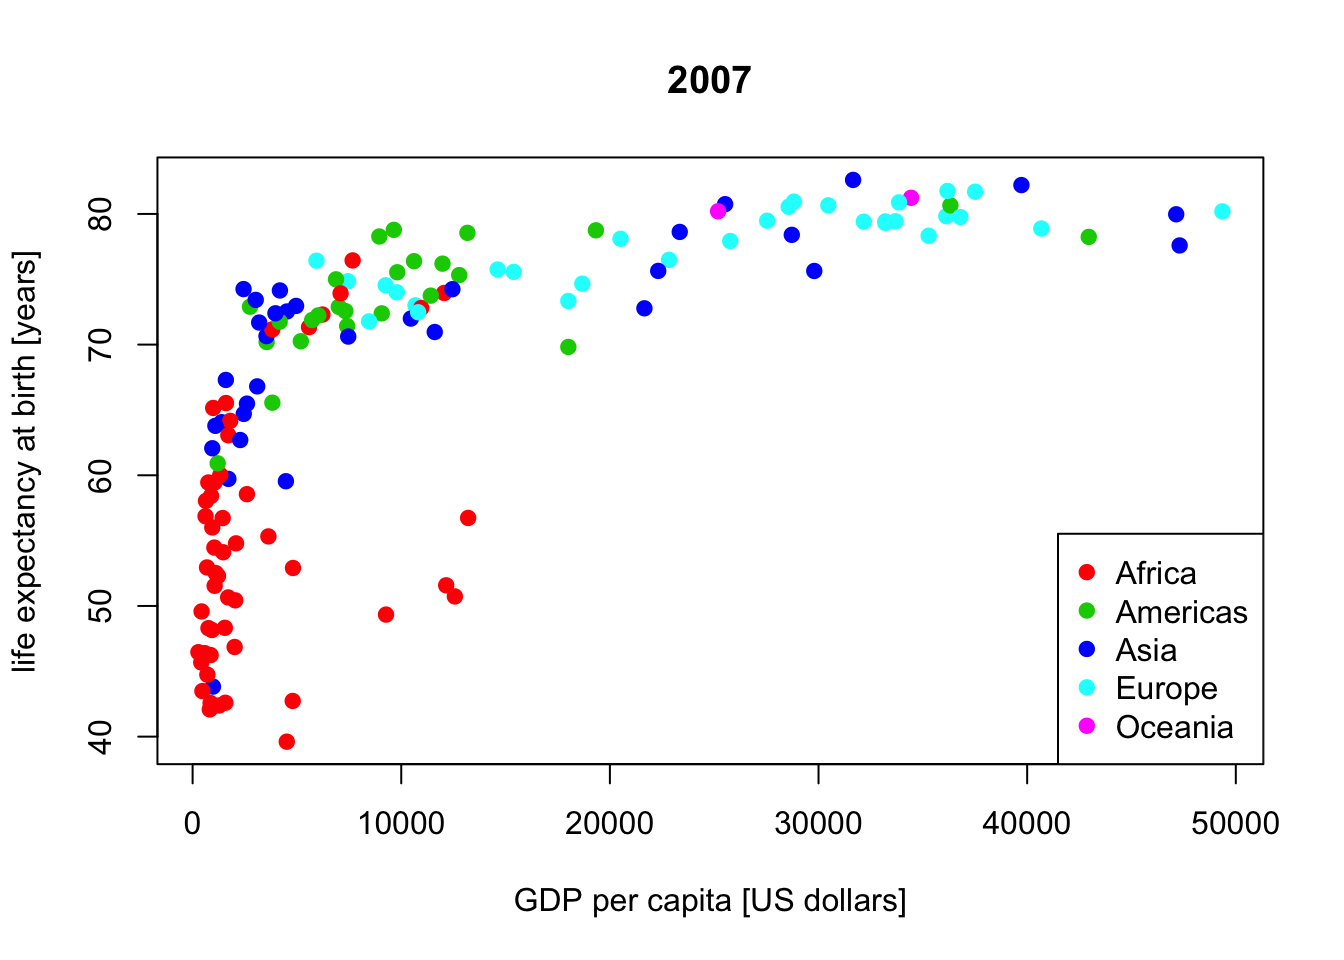 2007
life expectancy at birth [years]
80
70
60
50
40
Africa
Americas
Asia
Europe
Oceania
0 10000 20000 30000 40000 50000
GDP per capita [US dollars]